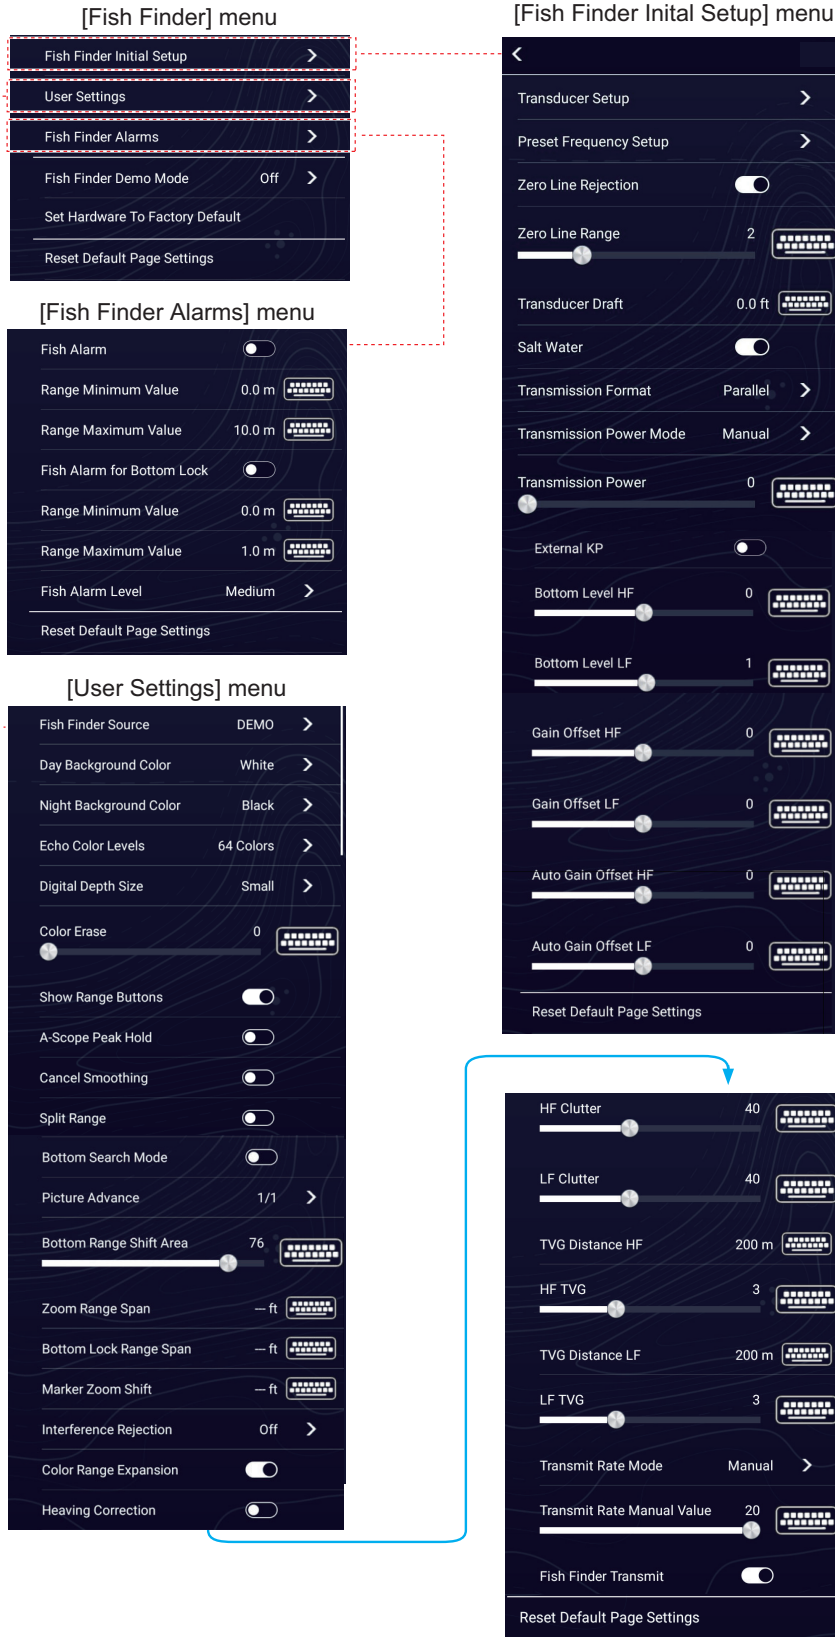 [Fish Finder] menu
Fish Finder Initial Setup
User Settings
Fish Finder Alarms
Fish Finder Demo Mode Off
Set Hardware To Factory Default
Reset Default Page Settings
[Fish Finder Alarms] menu
Fish Alarm
Range Minimum Value 0.0 m
Range Maximum Value 10.0 m
Fish Alarm for Bottom Lock
Range Minimum Value 0.0 m
Range Maximum Value 1.0 m
Fish Alarm Level Medium
Reset Default Page Settings
[User Settings] menu
Fish Finder Source DEMO
Day Background Color White
Night Background Color Black
Echo Color Levels 64 Colors
Digital Depth Size Small
Color Erase 0
Show Range Buttons
A-Scope Peak Hold
Cancel Smoothing
Split Range
Bottom Search Mode
Picture Advance 1/1
Bottom Range Shift Area 76
Zoom Range Span --- ft
Bottom Lock Range Span --- ft
Marker Zoom Shift --- ft
Interference Rejection Off
Color Range Expansion
Heaving Correction
[Fish Finder Inital Setup] menu
Transducer Setup
Preset Frequency Setup
Zero Line Rejection
Zero Line Range 2
Transducer Draft 0.0 ft
Salt Water
Transmission Format Parallel
Transmission Power Mode Manual
Transmission Power 0
External KP
Bottom Level HF 0
Bottom Level LF 1
Gain Offset HF 0
Gain Offset LF 0
Auto Gain Offset HF 0
Auto Gain Offset LF 0
Reset Default Page Settings
HF Clutter 40
LF Clutter 40
TVG Distance HF 200 m
HF TVG 3
TVG Distance LF 200 m
LF TVG 3
Transmit Rate Mode Manual
Transmit Rate Manual Value 20
Fish Finder Transmit
Reset Default Page Settings